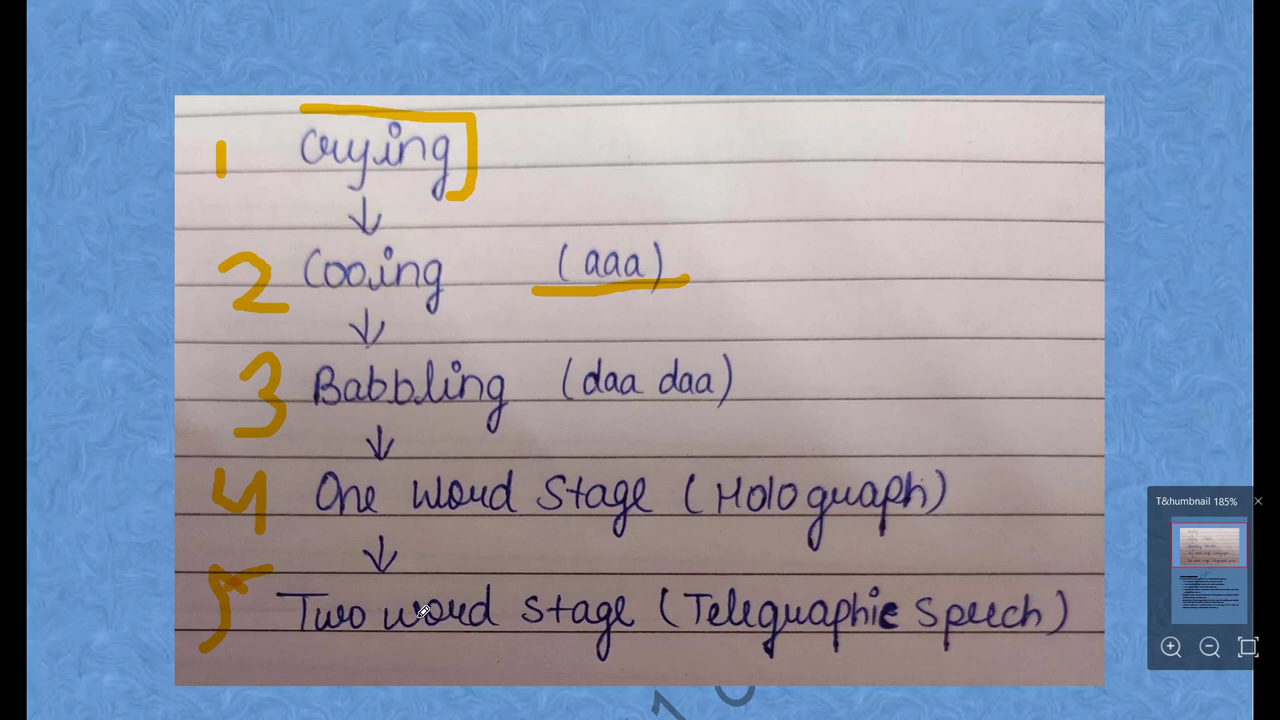 1 Crying
↓
2 Cooing (aaa)
↓
3 Babbling (daa daa)
↓
4 One word stage (Holograph)
↓
5 Two word stage (Telegraphic speech)
T&humbnail 185%
10